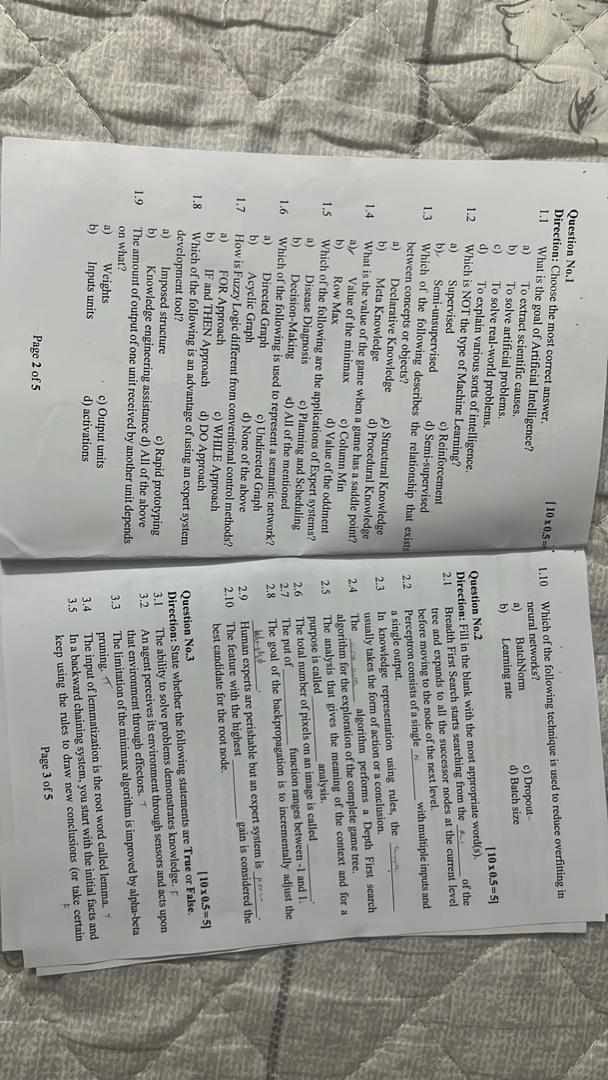 Question No.1
[ 10 x 0.5=
Direction: Choose the most correct answer.
1.1 What is the goal of Artificial Intelligence?
a) To extract scientific causes.
b) To solve artificial problems.
c) To solve real-world problems.
d) To explain various sorts of intelligence.
1.2 Which is NOT the type of Machine Learning?
a) Supervised c) Reinforcement
b) Semi-unsupervised d) Semi-supervised
1.3 Which of the following describes the relationship that exists
between concepts or objects?
a) Declarative Knowledge c) Structural Knowledge
b) Meta Knowledge d) Procedural Knowledge
1.4 What is the value of the game when a game has a saddle point?
a) Value of the minimax c) Column Min
b) Row Max d) Value of the oddment
1.5 Which of the following are the applications of Expert systems?
a) Disease Diagnosis c) Planning and Scheduling
b) Decision-Making d) All of the mentioned
1.6 Which of the following is used to represent a semantic network?
a) Directed Graph c) Undirected Graph
b) Acyclic Graph d) None of the above
1.7 How is Fuzzy Logic different from conventional control methods?
a) FOR Approach c) WHILE Approach
b) IF and THEN Approach d) DO Approach
1.8 Which of the following is an advantage of using an expert system
development tool?
a) Imposed structure c) Rapid prototyping
b) Knowledge engineering assistance d) All of the above
1.9 The amount of output of one unit received by another unit depends
on what?
a) Weights c) Output units
b) Inputs units d) activations
Page 2 of 5
1.10 Which of the following technique is used to reduce overfitting in
neural networks?
a) BatchNorm c) Dropout
b) Learning rate d) Batch size
Question No.2 [10 x 0.5=5]
Direction: Fill in the blank with the most appropriate word(s).
2.1 Breadth First Search starts searching from the ________ of the
tree and expands to all the successor nodes at the current level
before moving to the node of the next level.
2.2 Perceptron consists of a single ________ with multiple inputs and
a single output.
2.3 In knowledge representation using rules, the ________
usually takes the form of action or a conclusion.
2.4 The ________ algorithm performs a Depth First search
algorithm for the exploration of the complete game tree.
2.5 The analysis that gives the meaning of the context and for a
purpose is called ________ analysis.
2.6 The total number of pixels on an image is called ________.
2.7 The put of ________ function ranges between -1 and 1.
2.8 The goal of the backpropagation is to incrementally adjust the
________.
2.9 Human experts are perishable but an expert system is ________.
2.10 The feature with the highest ________ gain is considered the
best candidate for the root node.
Question No.3 [10 x 0.5=5]
Direction: State whether the following statements are True or False.
3.1 The ability to solve problems demonstrates knowledge. F
3.2 An agent perceives its environment through sensors and acts upon
that environment through effectors. T
3.3 The limitation of the minimax algorithm is improved by alpha-beta
pruning. T
3.4 The input of lemmatization is the root word called lemma. T
3.5 In a backward chaining system, you start with the initial facts and
keep using the rules to draw new conclusions (or take certain
F
Page 3 of 5